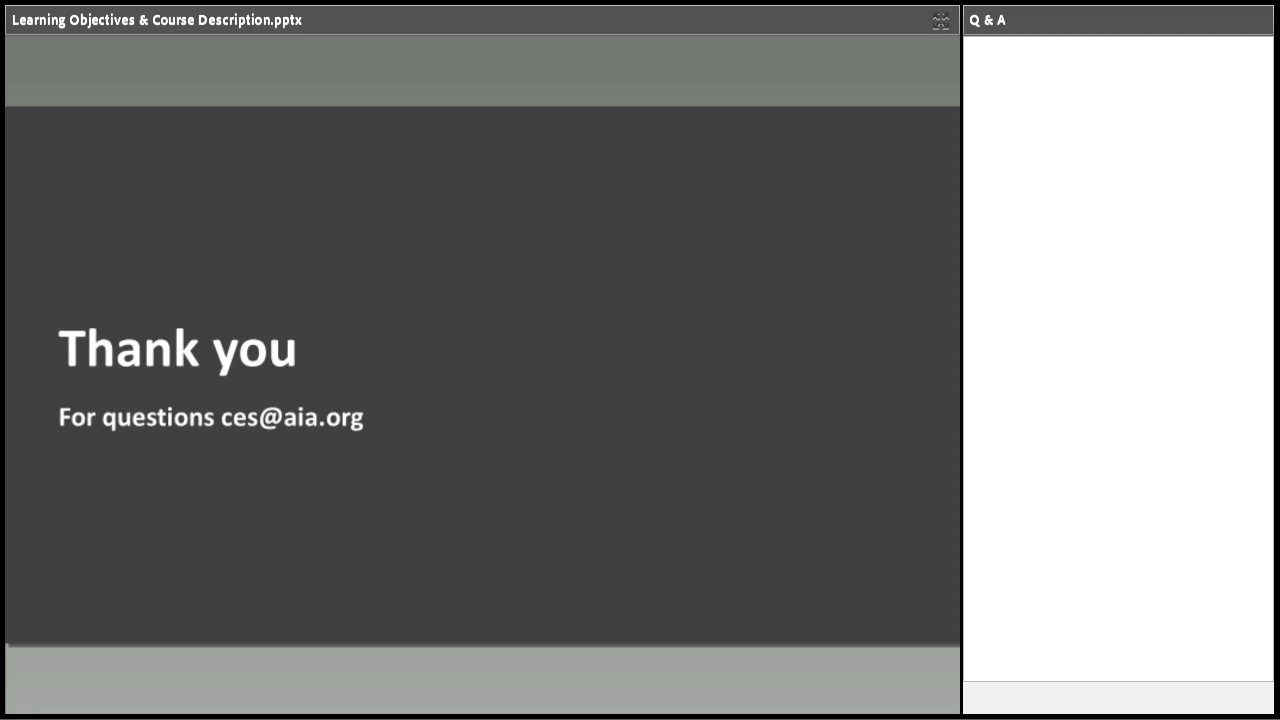 Learning Objectives & Course Description.pptx
Q & A
Thank you
For questions ces@aia.org